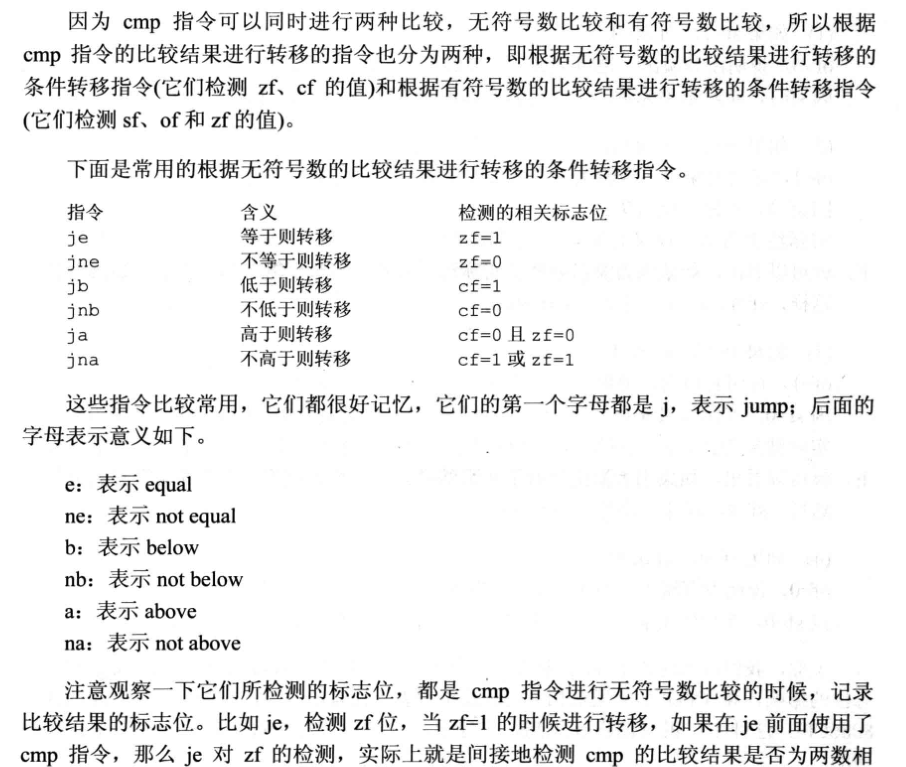 因为 cmp 指令可以同时进行两种比较，无符号数比较和有符号数比较，所以根据
cmp 指令的比较结果进行转移的指令也分为两种，即根据无符号数的比较结果进行转移的
条件转移指令(它们检测 zf、cf 的值)和根据有符号数的比较结果进行转移的条件转移指令
(它们检测 sf、of 和 zf 的值)。
下面是常用的根据无符号数的比较结果进行转移的条件转移指令。
指令 含义 检测的相关标志位
je 等于则转移 zf=1
jne 不等于则转移 zf=0
jb 低于则转移 cf=1
jnb 不低于则转移 cf=0
ja 高于则转移 cf=0 且 zf=0
jna 不高于则转移 cf=1 或 zf=1
这些指令比较常用，它们都很好记忆，它们的第一个字母都是 j，表示 jump；后面的
字母表示意义如下。
e：表示 equal
ne：表示 not equal
b：表示 below
nb：表示 not below
a：表示 above
na：表示 not above
注意观察一下它们所检测的标志位，都是 cmp 指令进行无符号数比较的时候，记录
比较结果的标志位。比如 je，检测 zf 位，当 zf=1 的时候进行转移，如果在 je 前面使用了
cmp 指令，那么 je 对 zf 的检测，实际上就是间接地检测 cmp 的比较结果是否为两数相